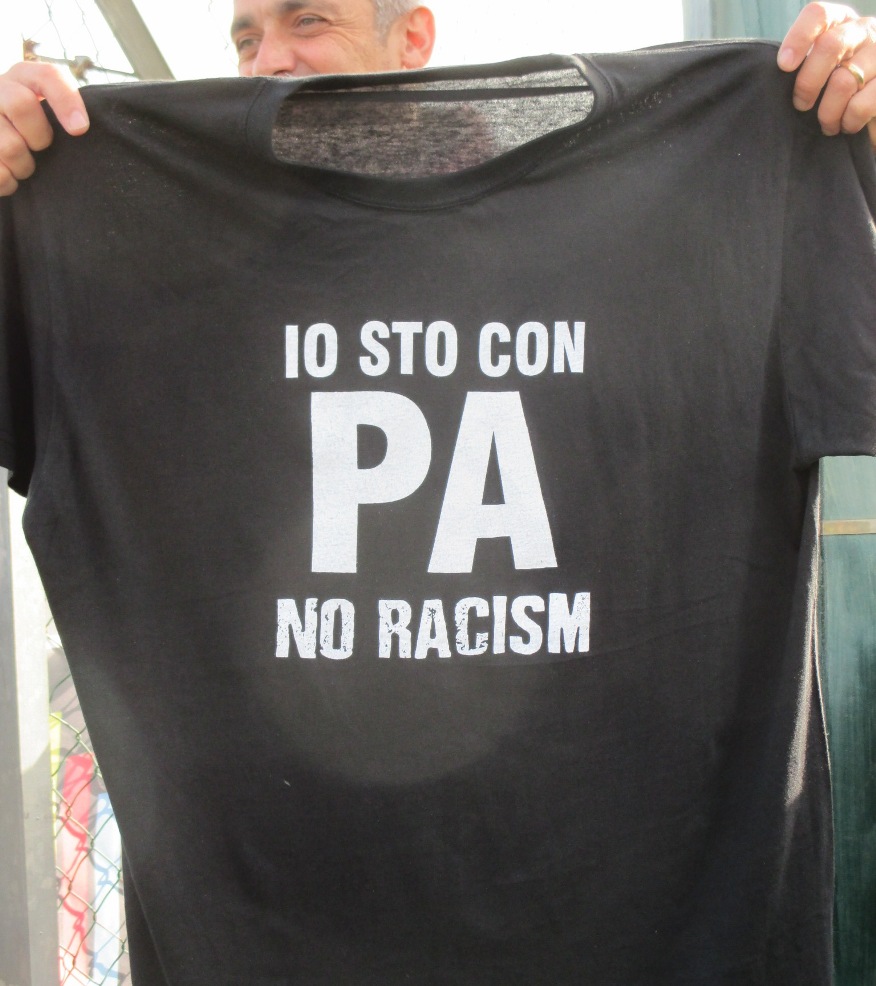 IO STO CON
PA
NO RACISM